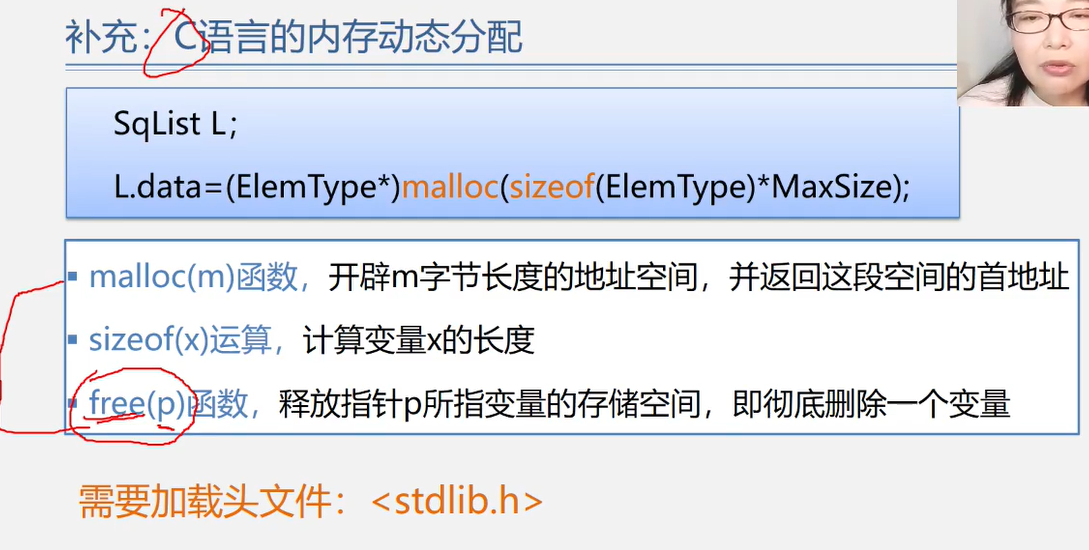 补充：C语言的内存动态分配
SqList L;
L.data=(ElemType*)malloc(sizeof(ElemType)*MaxSize);
▪ malloc(m)函数，开辟m字节长度的地址空间，并返回这段空间的首地址
▪ sizeof(x)运算，计算变量x的长度
▪ free(p)函数，释放指针p所指变量的存储空间，即彻底删除一个变量
需要加载头文件：<stdlib.h>